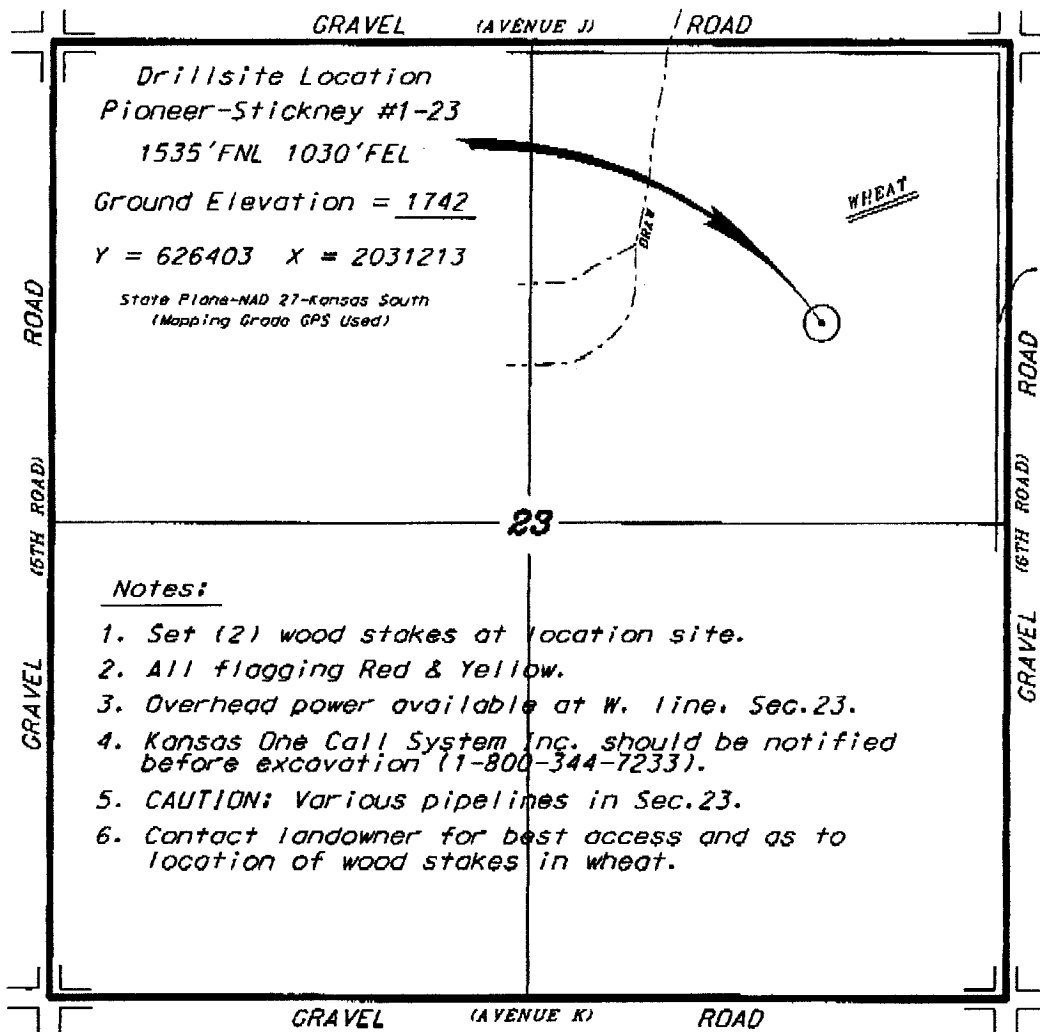 GRAVEL (AVENUE J) ROAD
Drillsite Location
Pioneer-Stickney #1-23
1535'FNL 1030'FEL
Ground Elevation = 1742
Y = 626403 X = 2031213
State Plane-NAD 27-Kansas South
(Mapping Grade GPS Used)
WHEAT
DRAW
ROAD
(5TH ROAD)
GRAVEL
ROAD
(6TH ROAD)
GRAVEL
23
Notes:
1. Set (2) wood stakes at location site.
2. All flagging Red & Yellow.
3. Overhead power available at W. line, Sec.23.
4. Kansas One Call System Inc. should be notified
before excavation (1-800-344-7233).
5. CAUTION: Various pipelines in Sec.23.
6. Contact landowner for best access and as to
location of wood stakes in wheat.
GRAVEL (AVENUE K) ROAD